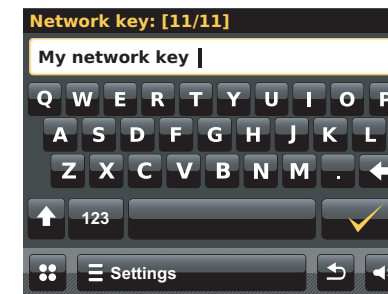 Network key: [11/11]
My network key
Q W E R T Y U I O P
A S D F G H J K L
Z X C V B N M .
123
Settings